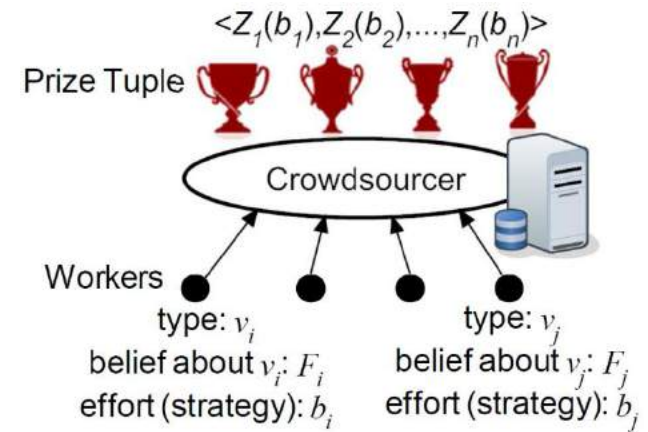 <Z₁(b₁),Z₂(b₂),...,Zₙ(bₙ)>
Prize Tuple
Crowdsourcer
Workers
type: vᵢ
type: vⱼ
belief about vᵢ: Fᵢ
belief about vⱼ: Fⱼ
effort (strategy): bᵢ
effort (strategy): bⱼ